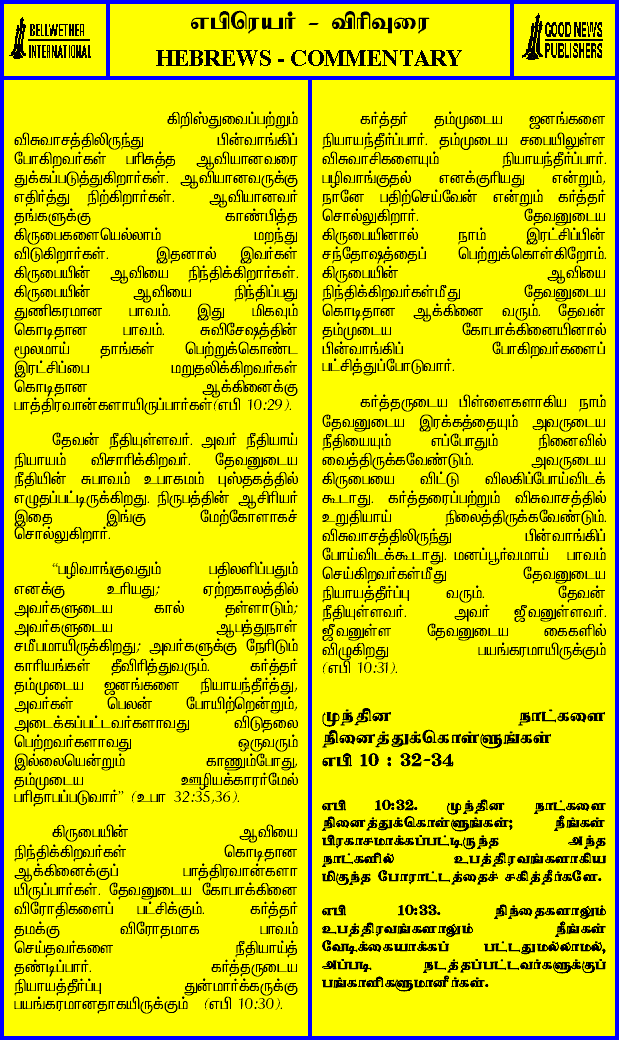 BELLWETHER
INTERNATIONAL
எபிரெயர் - விரிவுரை
HEBREWS - COMMENTARY
GOOD NEWS
PUBLISHERS
கிறிஸ்துவைப்பற்றும்
விசுவாசத்திலிருந்து பின்வாங்கிப்
போகிறவர்கள் பரிசுத்த ஆவியானவரை
துக்கப்படுத்துகிறார்கள். ஆவியானவருக்கு
எதிர்த்து நிற்கிறார்கள். ஆவியானவர்
தங்களுக்கு காண்பித்த
கிருபைகளையெல்லாம் மறந்து
விடுகிறார்கள். இதனால் இவர்கள்
கிருபையின் ஆவியை நிந்திக்கிறார்கள்.
கிருபையின் ஆவியை நிந்திப்பது
துணிகரமான பாவம். இது மிகவும்
கொடிதான பாவம். சுவிசேஷத்தின்
மூலமாய் தாங்கள் பெற்றுக்கொண்ட
இரட்சிப்பை மறுதலிக்கிறவர்கள்
கொடிதான ஆக்கினைக்கு
பாத்திரவான்களாயிருப்பார்கள்(எபி 10:29).
தேவன் நீதியுள்ளவர். அவர் நீதியாய்
நியாயம் விசாரிக்கிறவர். தேவனுடைய
நீதியின் சுபாவம் உபாகமம் புஸ்தகத்தில்
எழுதப்பட்டிருக்கிறது. நிருபத்தின் ஆசிரியர்
இதை இங்கு மேற்கோளாகச்
சொல்லுகிறார்.
“பழிவாங்குவதும் பதிலளிப்பதும்
எனக்கு உரியது; ஏற்றகாலத்தில்
அவர்களுடைய கால் தள்ளாடும்;
அவர்களுடைய ஆபத்துநாள்
சமீபமாயிருக்கிறது; அவர்களுக்கு நேரிடும்
காரியங்கள் தீவிரித்துவரும். கர்த்தர்
தம்முடைய ஜனங்களை நியாயந்தீர்த்து,
அவர்கள் பெலன் போயிற்றென்றும்,
அடைக்கப்பட்டவர்களாவது விடுதலை
பெற்றவர்களாவது ஒருவரும்
இல்லையென்றும் காணும்போது,
தம்முடைய ஊழியக்காரர்மேல்
பரிதாபப்படுவார்” (உபா 32:35,36).
கிருபையின் ஆவியை
நிந்திக்கிறவர்கள் கொடிதான
ஆக்கினைக்குப் பாத்திரவான்களா
யிருப்பார்கள். தேவனுடைய கோபாக்கினை
விரோதிகளைப் பட்சிக்கும். கர்த்தர்
தமக்கு விரோதமாக பாவம்
செய்தவர்களை நீதியாய்த்
தண்டிப்பார். கர்த்தருடைய
நியாயத்தீர்ப்பு துன்மார்க்கருக்கு
பயங்கரமானதாகயிருக்கும் (எபி 10:30).
கர்த்தர் தம்முடைய ஜனங்களை
நியாயந்தீர்ப்பார். தம்முடைய சபையிலுள்ள
விசுவாசிகளையும் நியாயந்தீர்ப்பார்.
பழிவாங்குதல் எனக்குரியது என்றும்,
நானே பதிற்செய்வேன் என்றும் கர்த்தர்
சொல்லுகிறார். தேவனுடைய
கிருபையினால் நாம் இரட்சிப்பின்
சந்தோஷத்தைப் பெற்றுக்கொள்கிறோம்.
கிருபையின் ஆவியை
நிந்திக்கிறவர்கள்மீது தேவனுடைய
கொடிதான ஆக்கினை வரும். தேவன்
தம்முடைய கோபாக்கினையினால்
பின்வாங்கிப் போகிறவர்களைப்
பட்சித்துப்போடுவார்.
கர்த்தருடைய பிள்ளைகளாகிய நாம்
தேவனுடைய இரக்கத்தையும் அவருடைய
நீதியையும் எப்போதும் நினைவில்
வைத்திருக்கவேண்டும். அவருடைய
கிருபையை விட்டு விலகிப்போய்விடக்
கூடாது. கர்த்தரைப்பற்றும் விசுவாசத்தில்
உறுதியாய் நிலைத்திருக்கவேண்டும்.
விசுவாசத்திலிருந்து பின்வாங்கிப்
போய்விடக்கூடாது. மனப்பூர்வமாய் பாவம்
செய்கிறவர்கள்மீது தேவனுடைய
நியாயத்தீர்ப்பு வரும். தேவன்
நீதியுள்ளவர். அவர் ஜீவனுள்ளவர்.
ஜீவனுள்ள தேவனுடைய கைகளில்
விழுகிறது பயங்கரமாயிருக்கும்
(எபி 10:31).
முந்தின நாட்களை
நினைத்துக்கொள்ளுங்கள்
எபி 10 : 32-34
எபி 10:32. முந்தின நாட்களை
நினைத்துக்கொள்ளுங்கள்; நீங்கள்
பிரகாசமாக்கப்பட்டிருந்த அந்த
நாட்களில் உபத்திரவங்களாகிய
மிகுந்த போராட்டத்தைச் சகித்தீர்களே.
எபி 10:33. நிந்தைகளாலும்
உபத்திரவங்களாலும் நீங்கள்
வேடிக்கையாக்கப் பட்டதுமல்லாமல்,
அப்படி நடத்தப்பட்டவர்களுக்குப்
பங்காளிகளுமானீர்கள்.